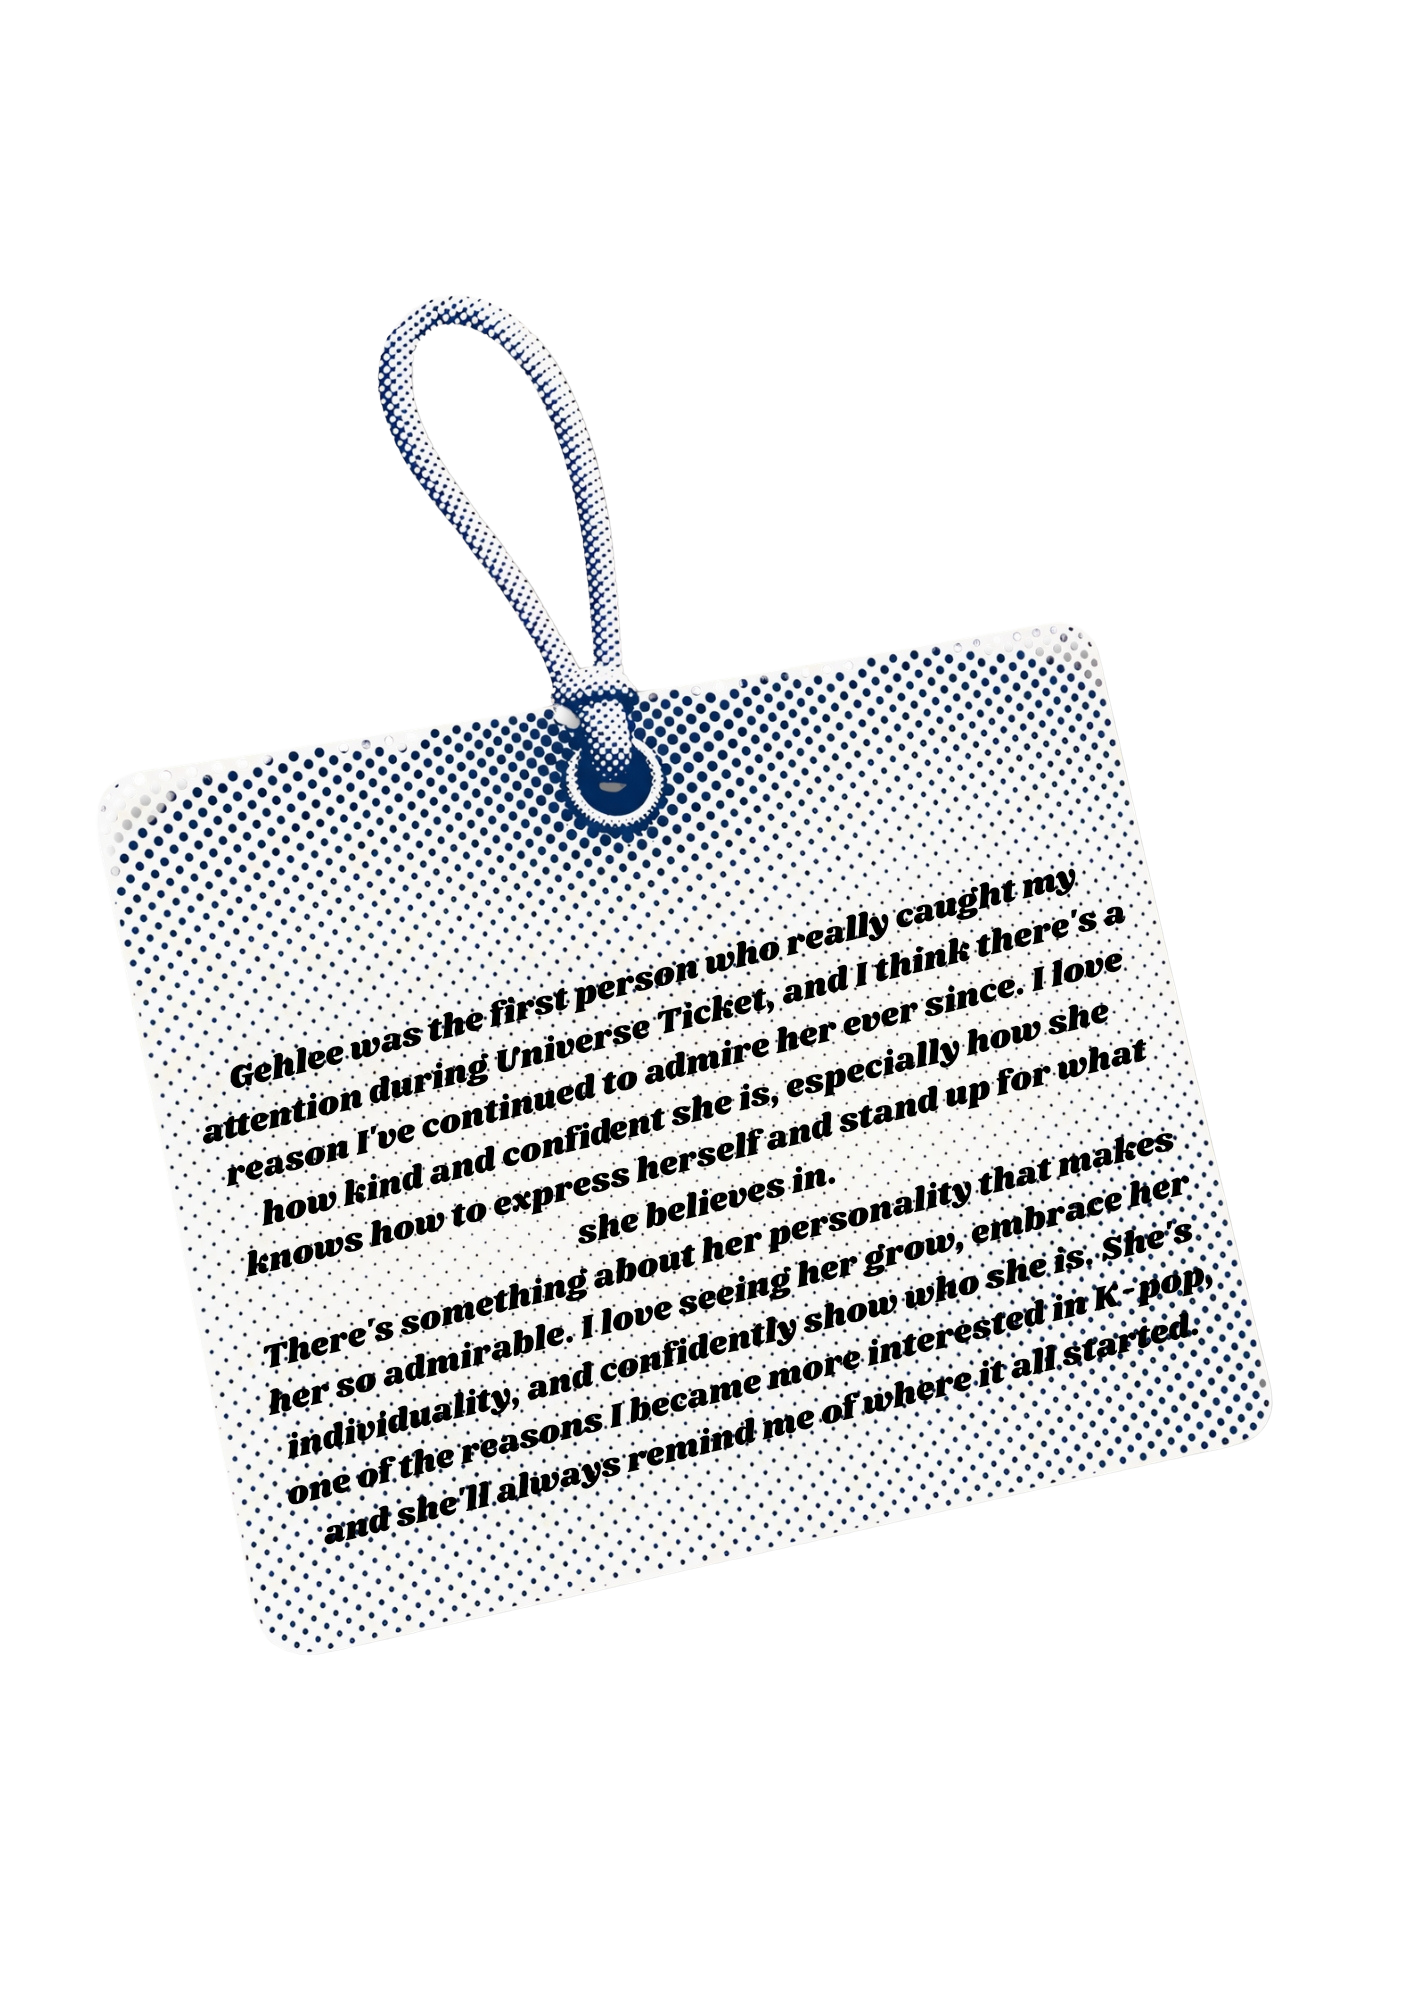 Gehlee was the first person who really caught my
attention during Universe Ticket, and I think there's a
reason I've continued to admire her ever since. I love
how kind and confident she is, especially how she
knows how to express herself and stand up for what
she believes in.
There's something about her personality that makes
her so admirable. I love seeing her grow, embrace her
individuality, and confidently show who she is. She's
one of the reasons I became more interested in K-pop,
and she'll always remind me of where it all started.